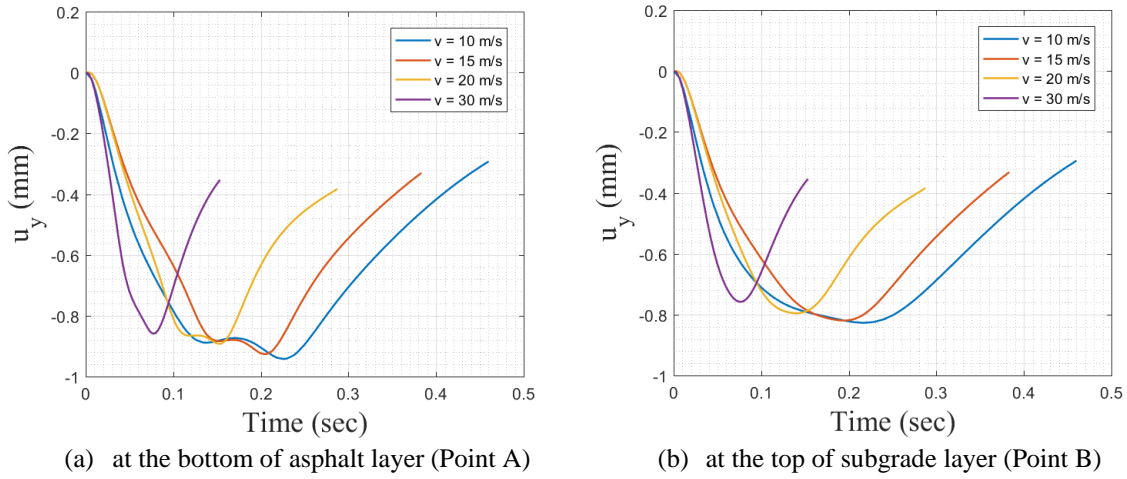 0.2
0
-0.2
-0.4
-0.6
-0.8
-1
u_y (mm)
v = 10 m/s
v = 15 m/s
v = 20 m/s
v = 30 m/s
0 0.1 0.2 0.3 0.4 0.5
Time (sec)
(a) at the bottom of asphalt layer (Point A)
0.2
0
-0.2
-0.4
-0.6
-0.8
-1
u_y (mm)
v = 10 m/s
v = 15 m/s
v = 20 m/s
v = 30 m/s
0 0.1 0.2 0.3 0.4 0.5
Time (sec)
(b) at the top of subgrade layer (Point B)